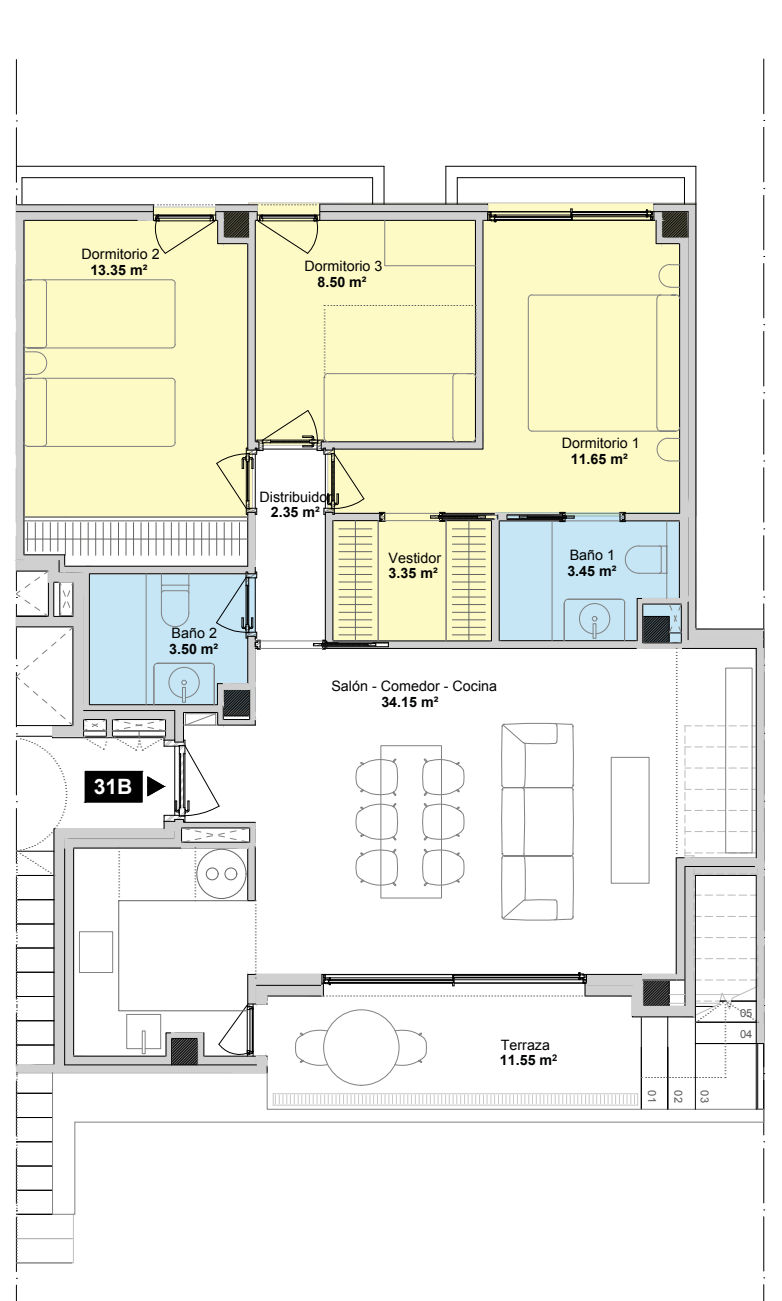 Dormitorio 2
13.35 m²
Dormitorio 3
8.50 m²
Dormitorio 1
11.65 m²
Distribuidor
2.35 m²
Vestidor
3.35 m²
Baño 1
3.45 m²
Baño 2
3.50 m²
Salón - Comedor - Cocina
34.15 m²
31B
Terraza
11.55 m²
05
04
03
02
01